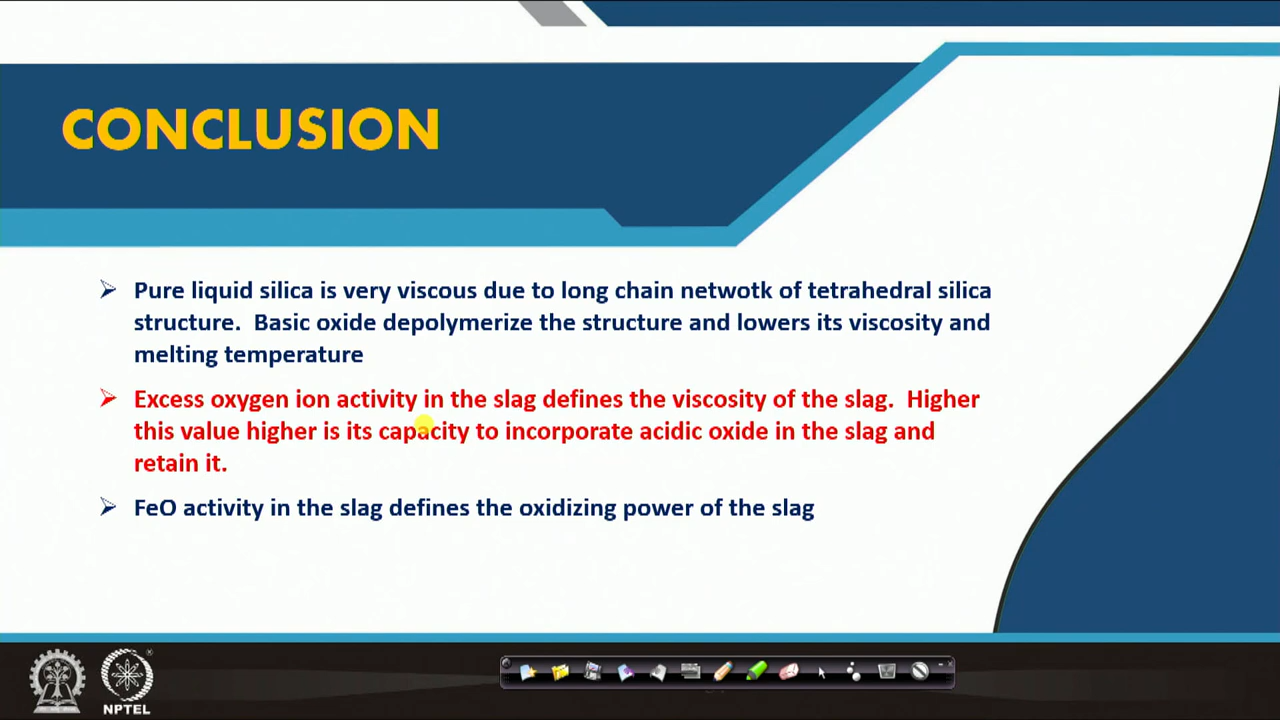 CONCLUSION
Pure liquid silica is very viscous due to long chain netwotk of tetrahedral silica
structure. Basic oxide depolymerize the structure and lowers its viscosity and
melting temperature
Excess oxygen ion activity in the slag defines the viscosity of the slag. Higher
this value higher is its capacity to incorporate acidic oxide in the slag and
retain it.
FeO activity in the slag defines the oxidizing power of the slag
NPTEL